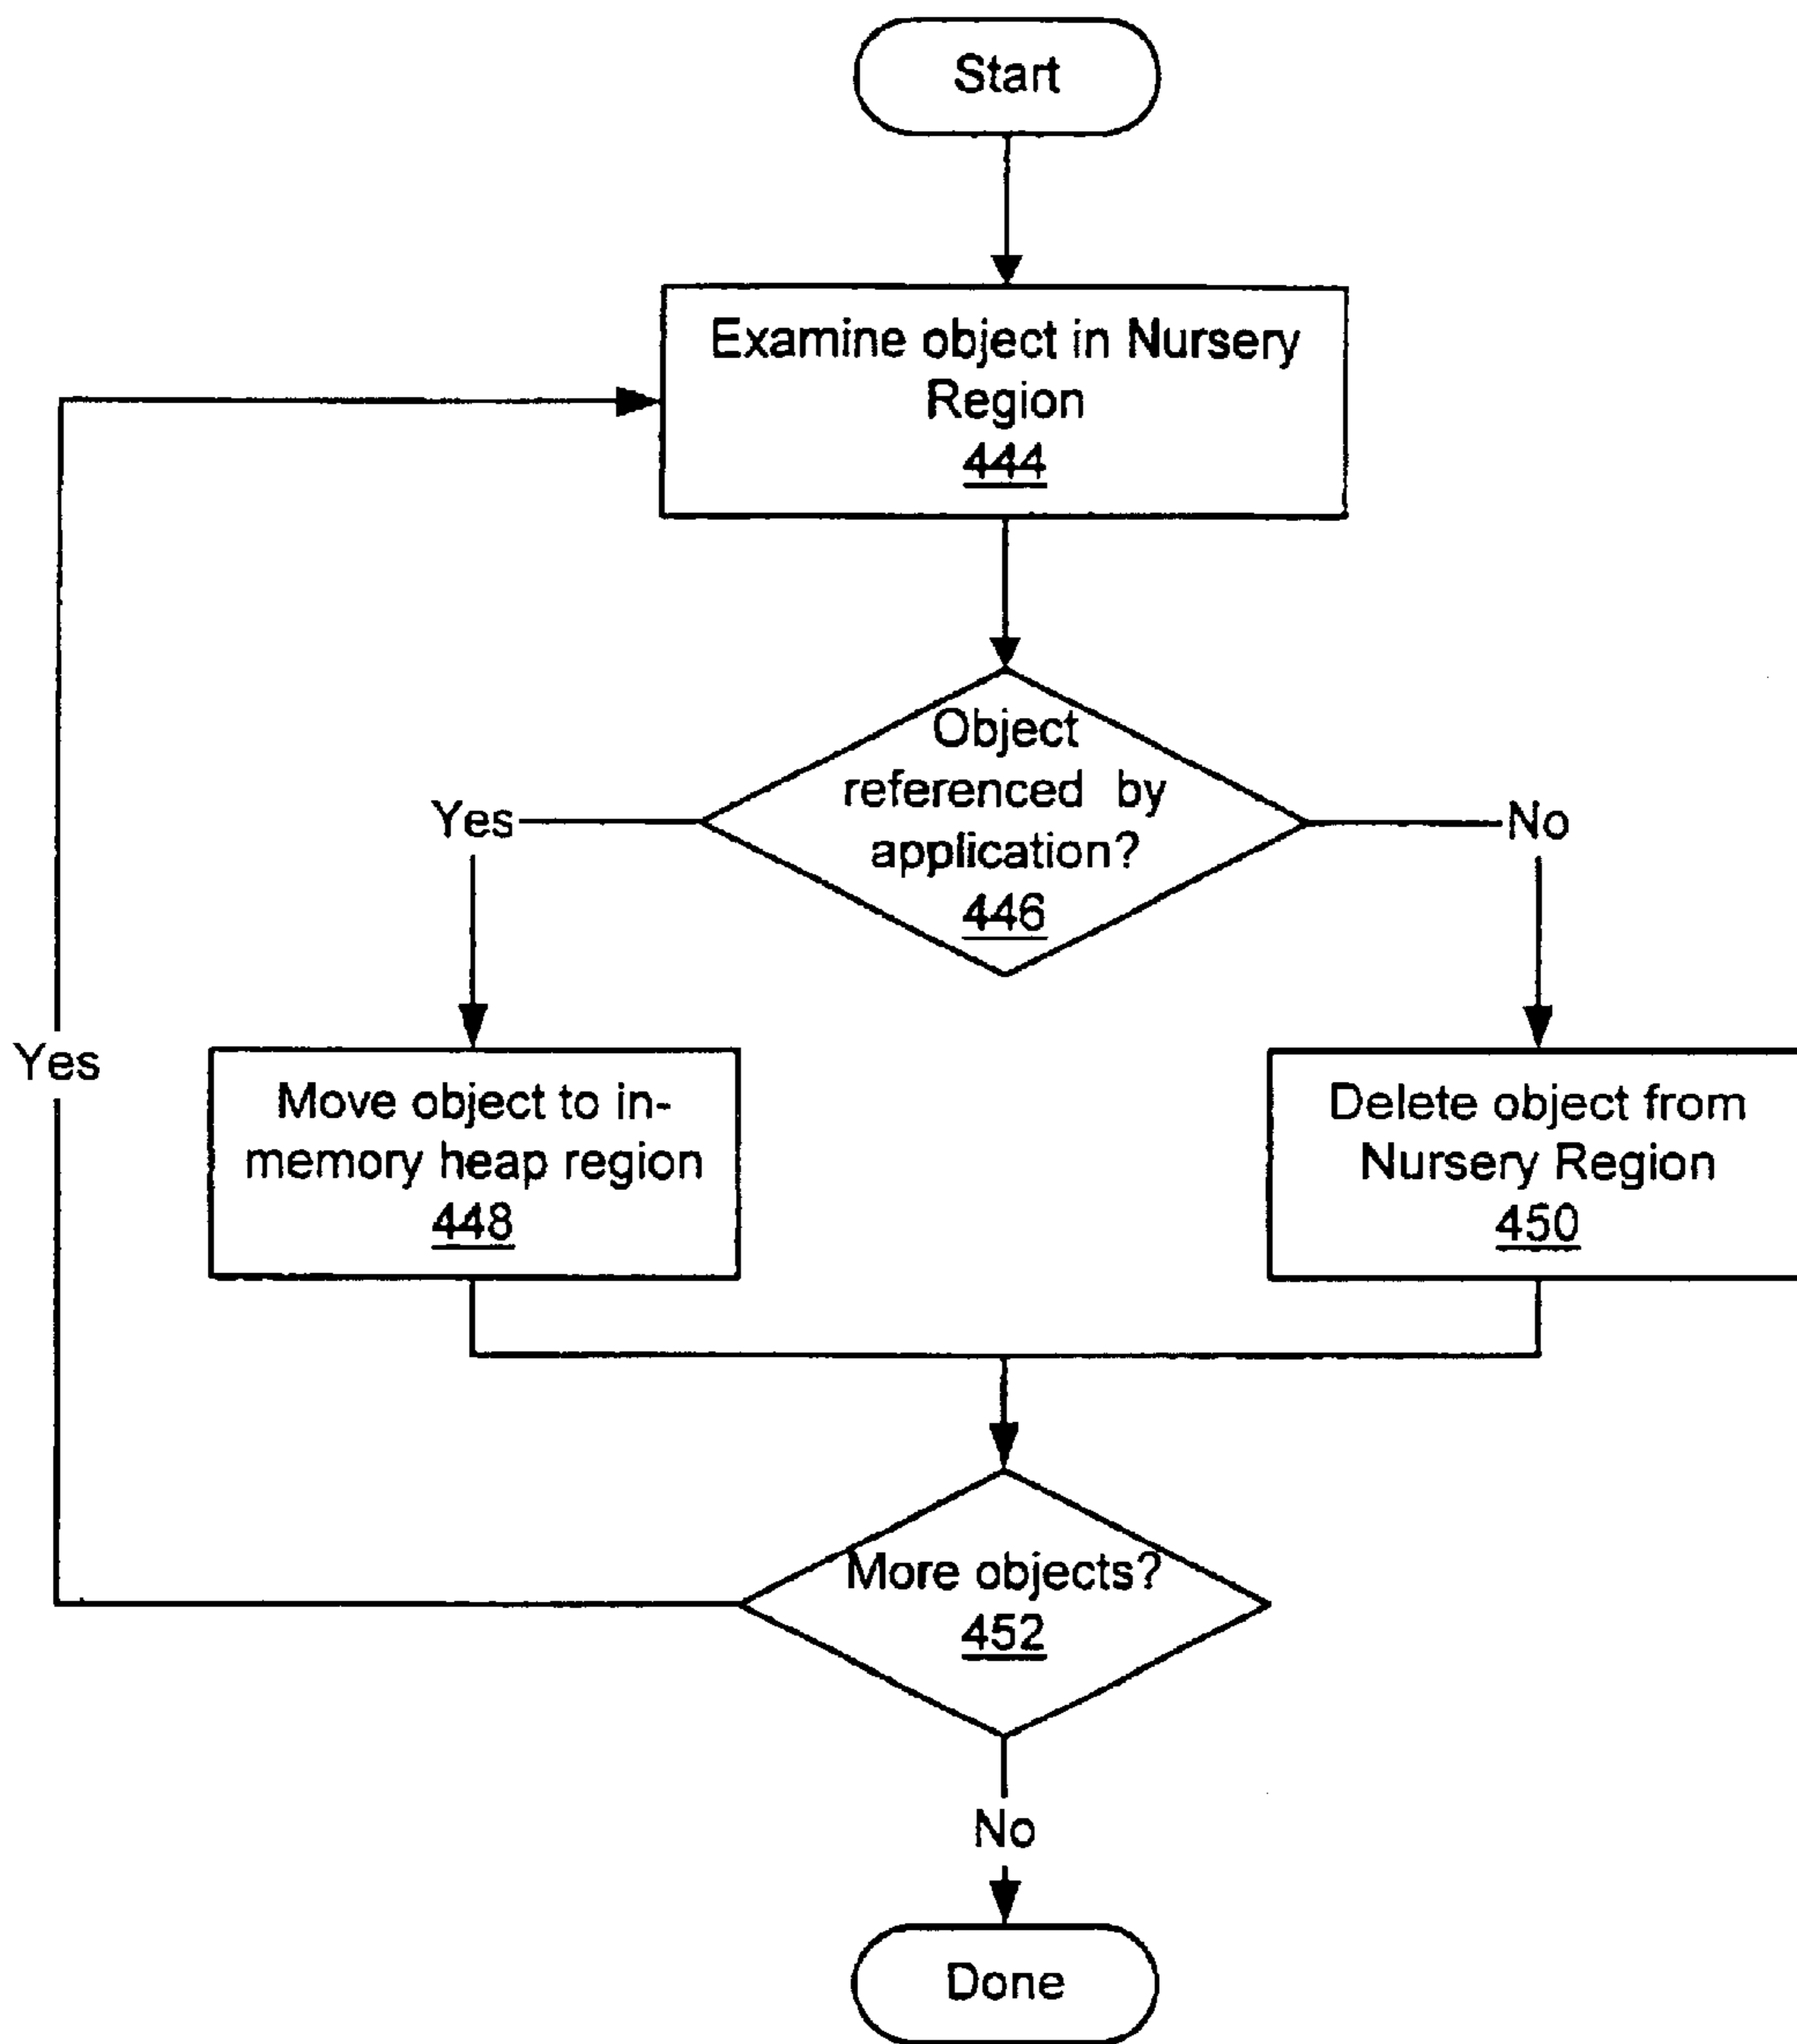 Start
Examine object in Nursery
Region
444
Object
referenced by
application?
446
Yes
No
Yes
Move object to in-
memory heap region
448
Delete object from
Nursery Region
450
More objects?
452
No
Done